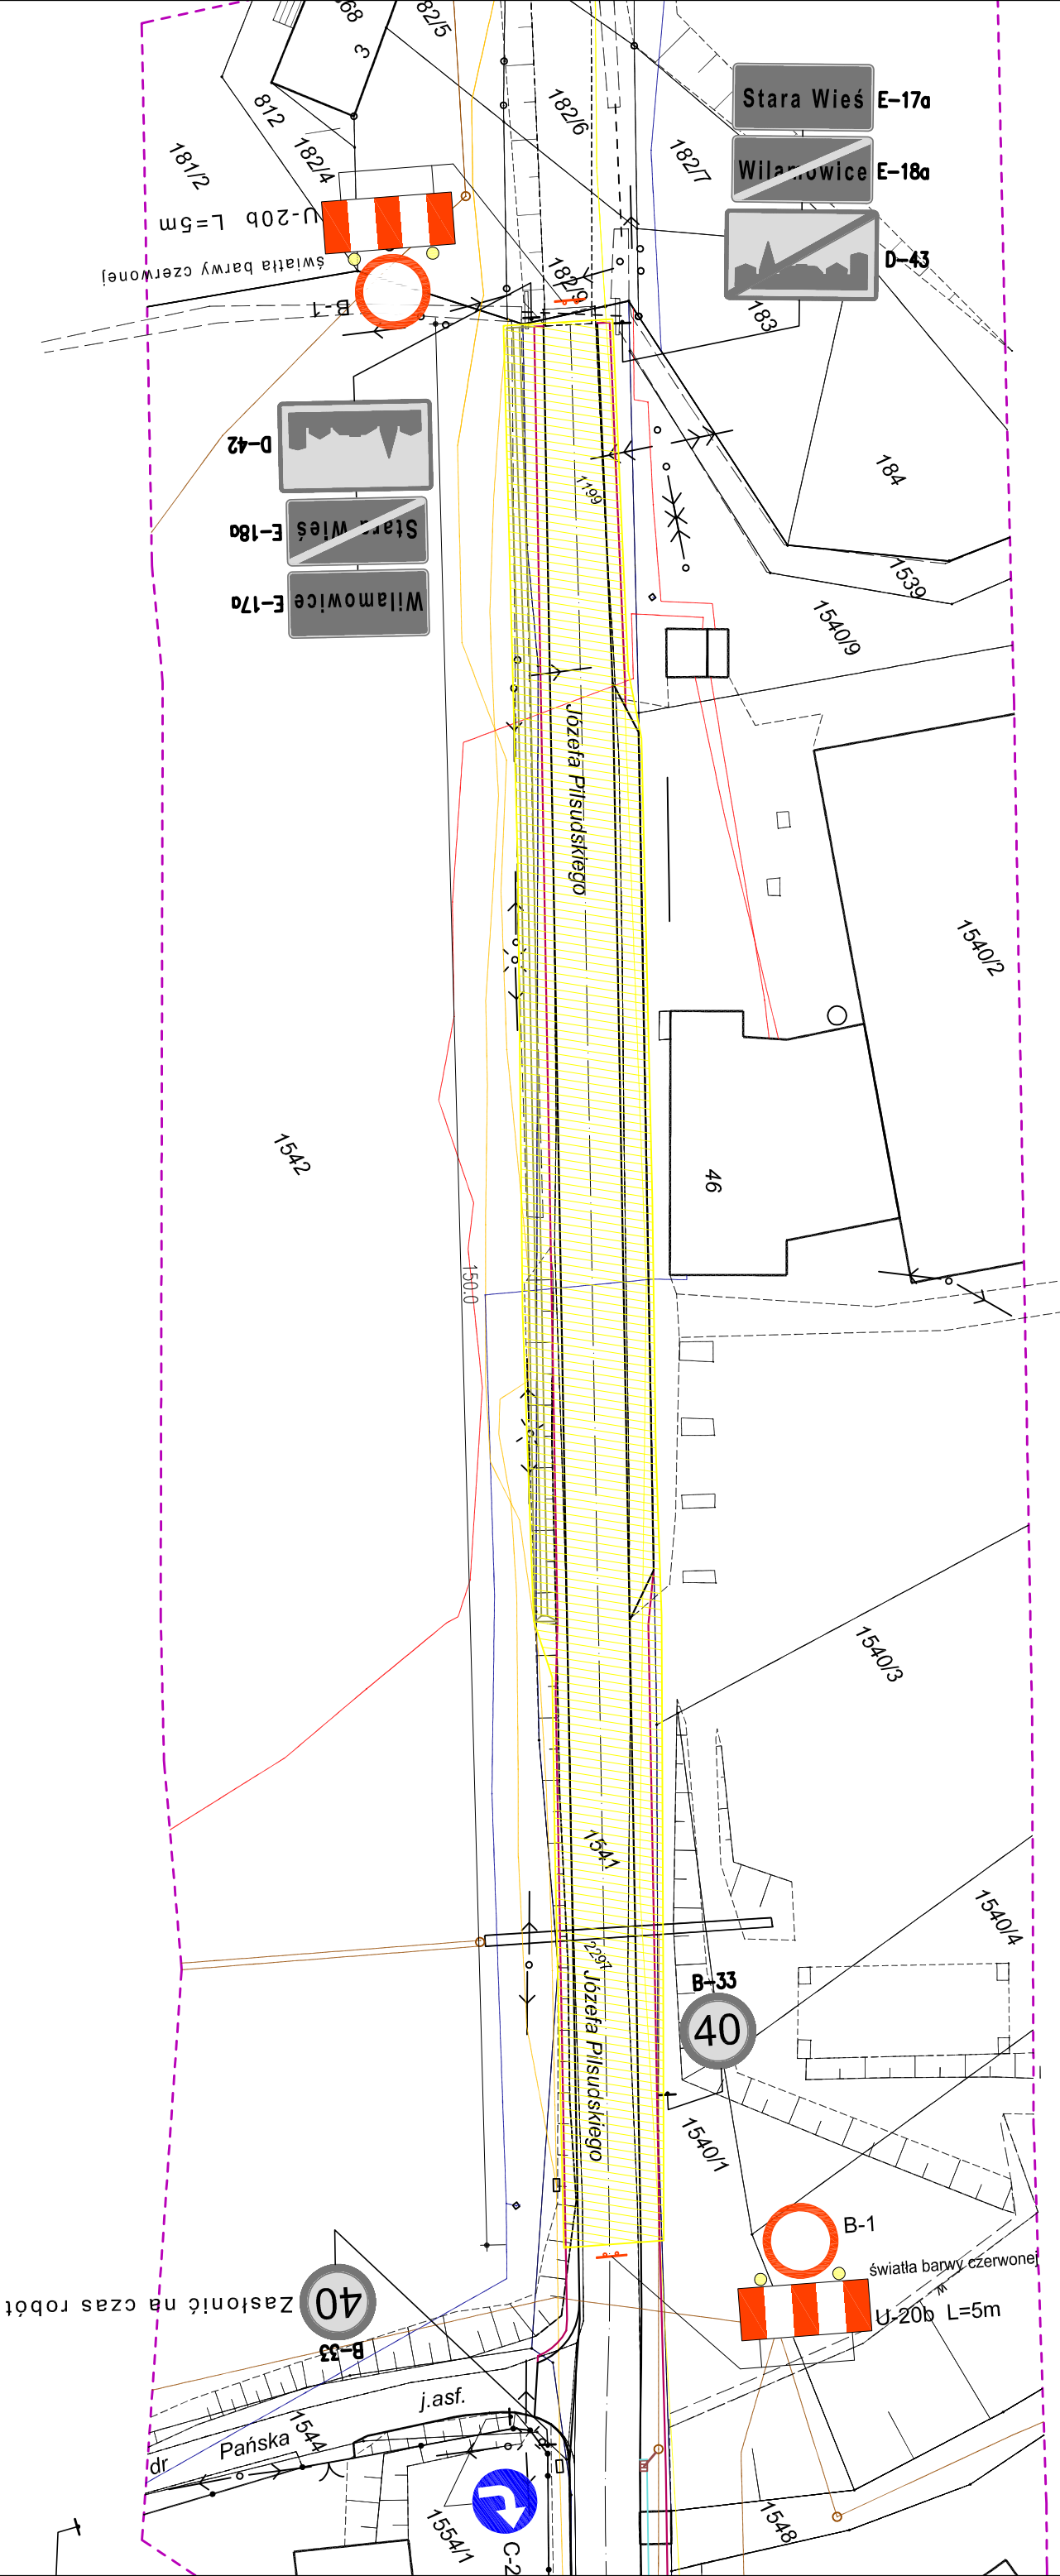 68
3
82/5
812
182/4
181/2
182/6
182/7
Stara Wieś E-17a
Wilamowice E-18a
D-43
U-20b L=5m
światła barwy czerwonej
B-1
182/9
183
D-42
Stara Wieś E-18a
Wilamowice E-17a
1199
184
1539
1540/9
Józefa Piłsudskiego
1540/2
1542
46
150.0
1540/3
1541
1540/4
2297
Józefa Piłsudskiego
B-33
40
1540/1
B-1
światła barwy czerwonej
w
U-20b L=5m
Zasłonić na czas robót
40
B-33
j.asf.
Pańska
1544
dr
1554/1
C-2
1548